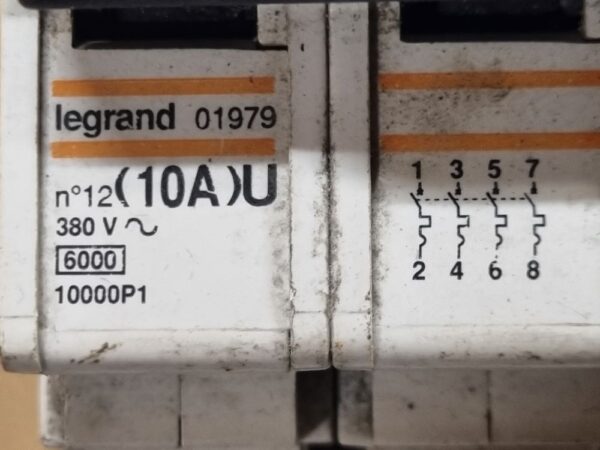 legrand 01979
n°12(10A)U
380 V ~
6000
10000P1
1 3 5 7
2 4 6 8